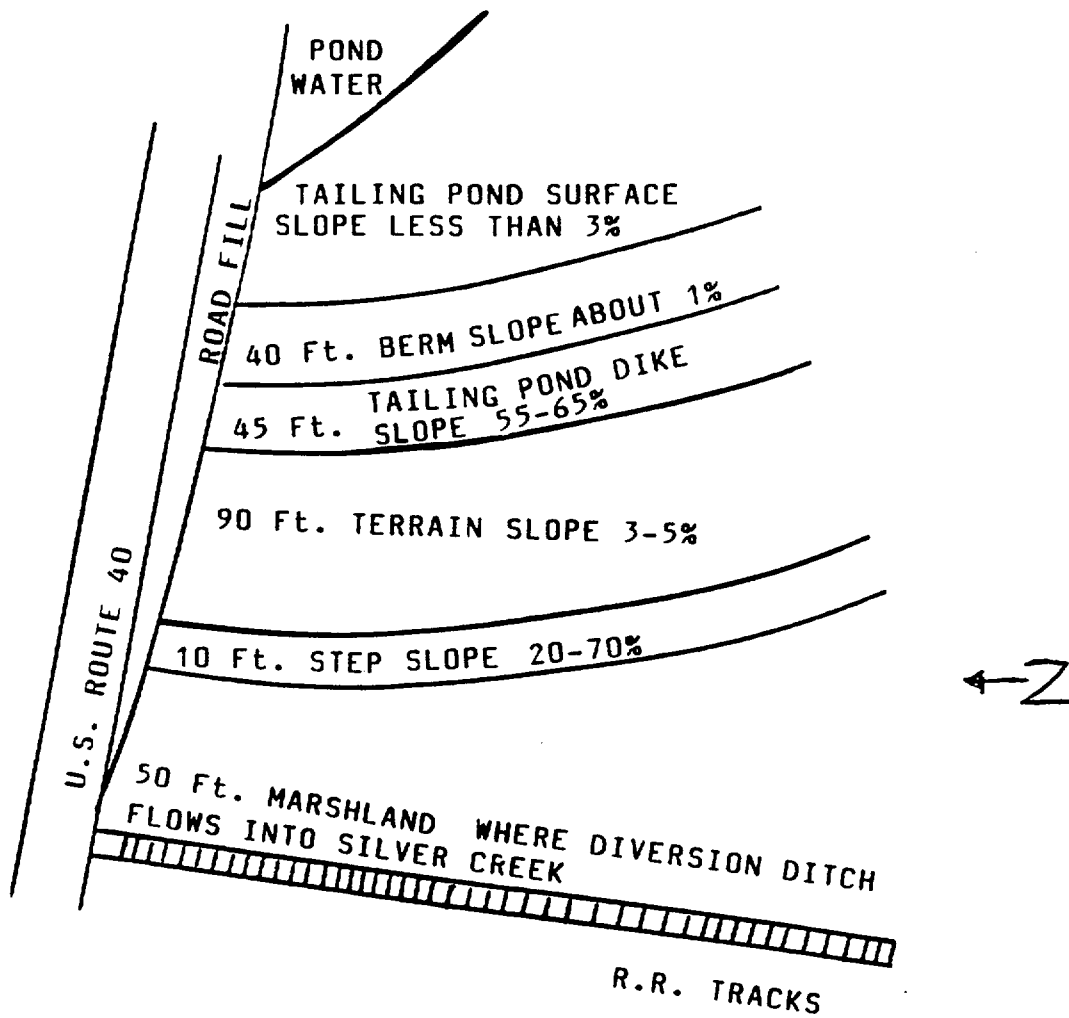 POND
WATER
TAILING POND SURFACE
SLOPE LESS THAN 3%
ROAD FILL
40 Ft. BERM SLOPE ABOUT 1%
TAILING POND DIKE
45 Ft. SLOPE 55-65%
90 Ft. TERRAIN SLOPE 3-5%
U.S. ROUTE 40
10 Ft. STEP SLOPE 20-70%
Z
50 Ft. MARSHLAND WHERE DIVERSION DITCH
FLOWS INTO SILVER CREEK
R.R. TRACKS